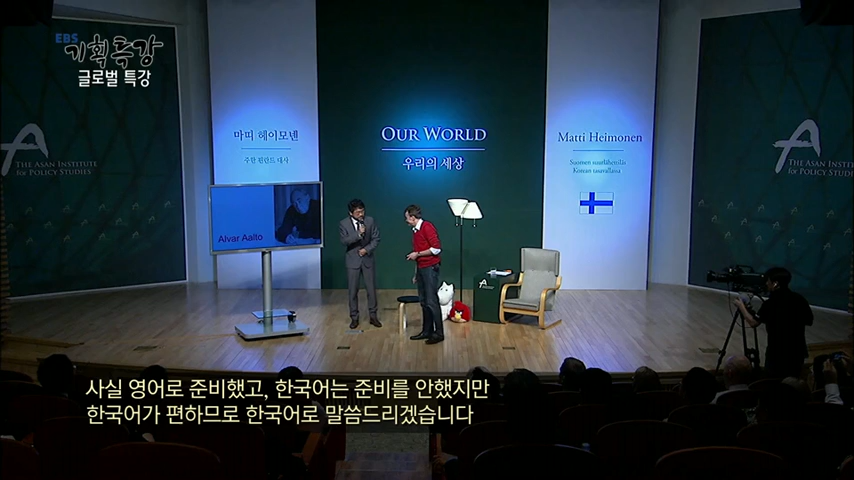 EBS
기획특강
글로벌 특강
THE ASAN INSTITUTE
for POLICY STUDIES
마띠 헤이모넨
주한 핀란드 대사
OUR WORLD
우리의 세상
Matti Heimonen
Suomen suurlähettiläs
Korean tasavallassa
THE ASAN INSTITUTE
for POLICY STUDIES
Alvar Aalto
사실 영어로 준비했고, 한국어는 준비를 안했지만
한국어가 편하므로 한국어로 말씀드리겠습니다